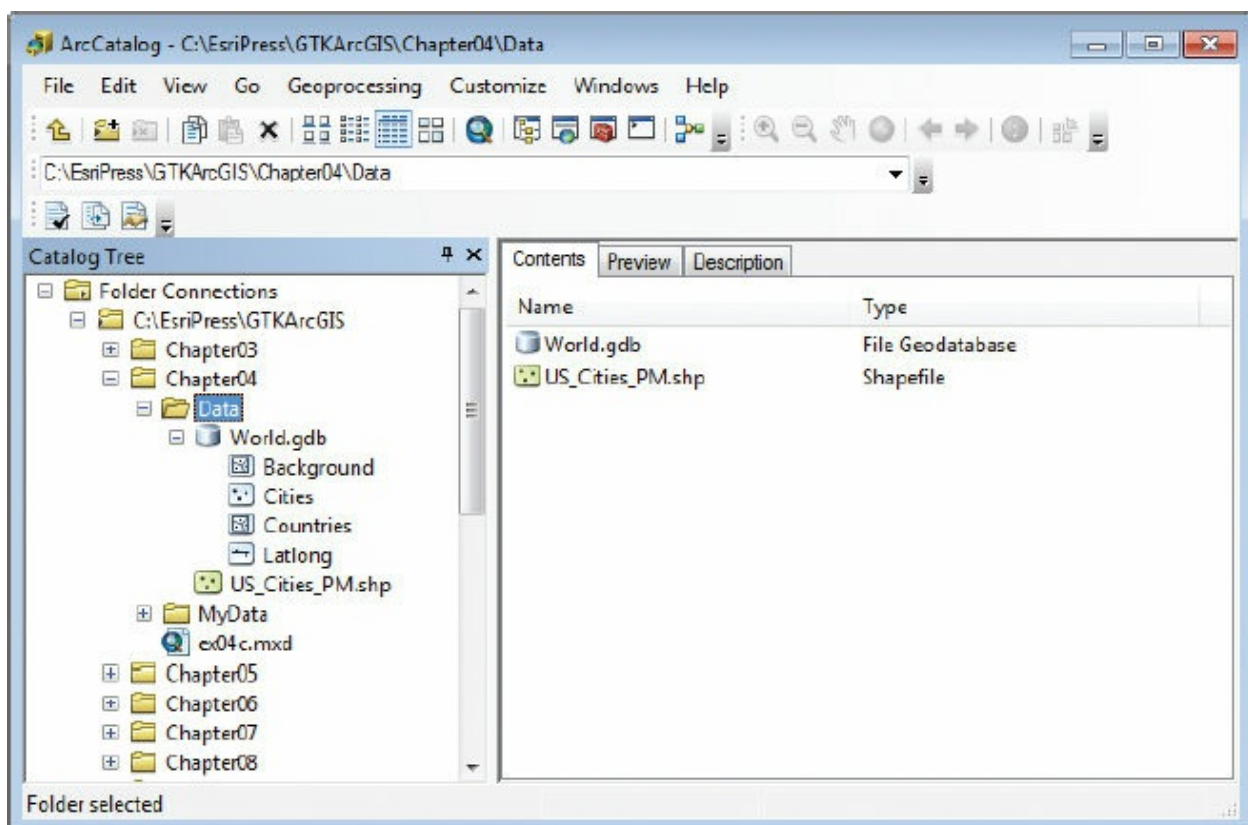 ArcCatalog - C:\EsriPress\GTKArcGIS\Chapter04\Data
File Edit View Go Geoprocessing Customize Windows Help
C:\EsriPress\GTKArcGIS\Chapter04\Data
Catalog Tree
Folder Connections
C:\EsriPress\GTKArcGIS
Chapter03
Chapter04
Data
World.gdb
Background
Cities
Countries
Latlong
US_Cities_PM.shp
MyData
ex04c.mxd
Chapter05
Chapter06
Chapter07
Chapter08
Contents Preview Description
Name Type
World.gdb File Geodatabase
US_Cities_PM.shp Shapefile
Folder selected